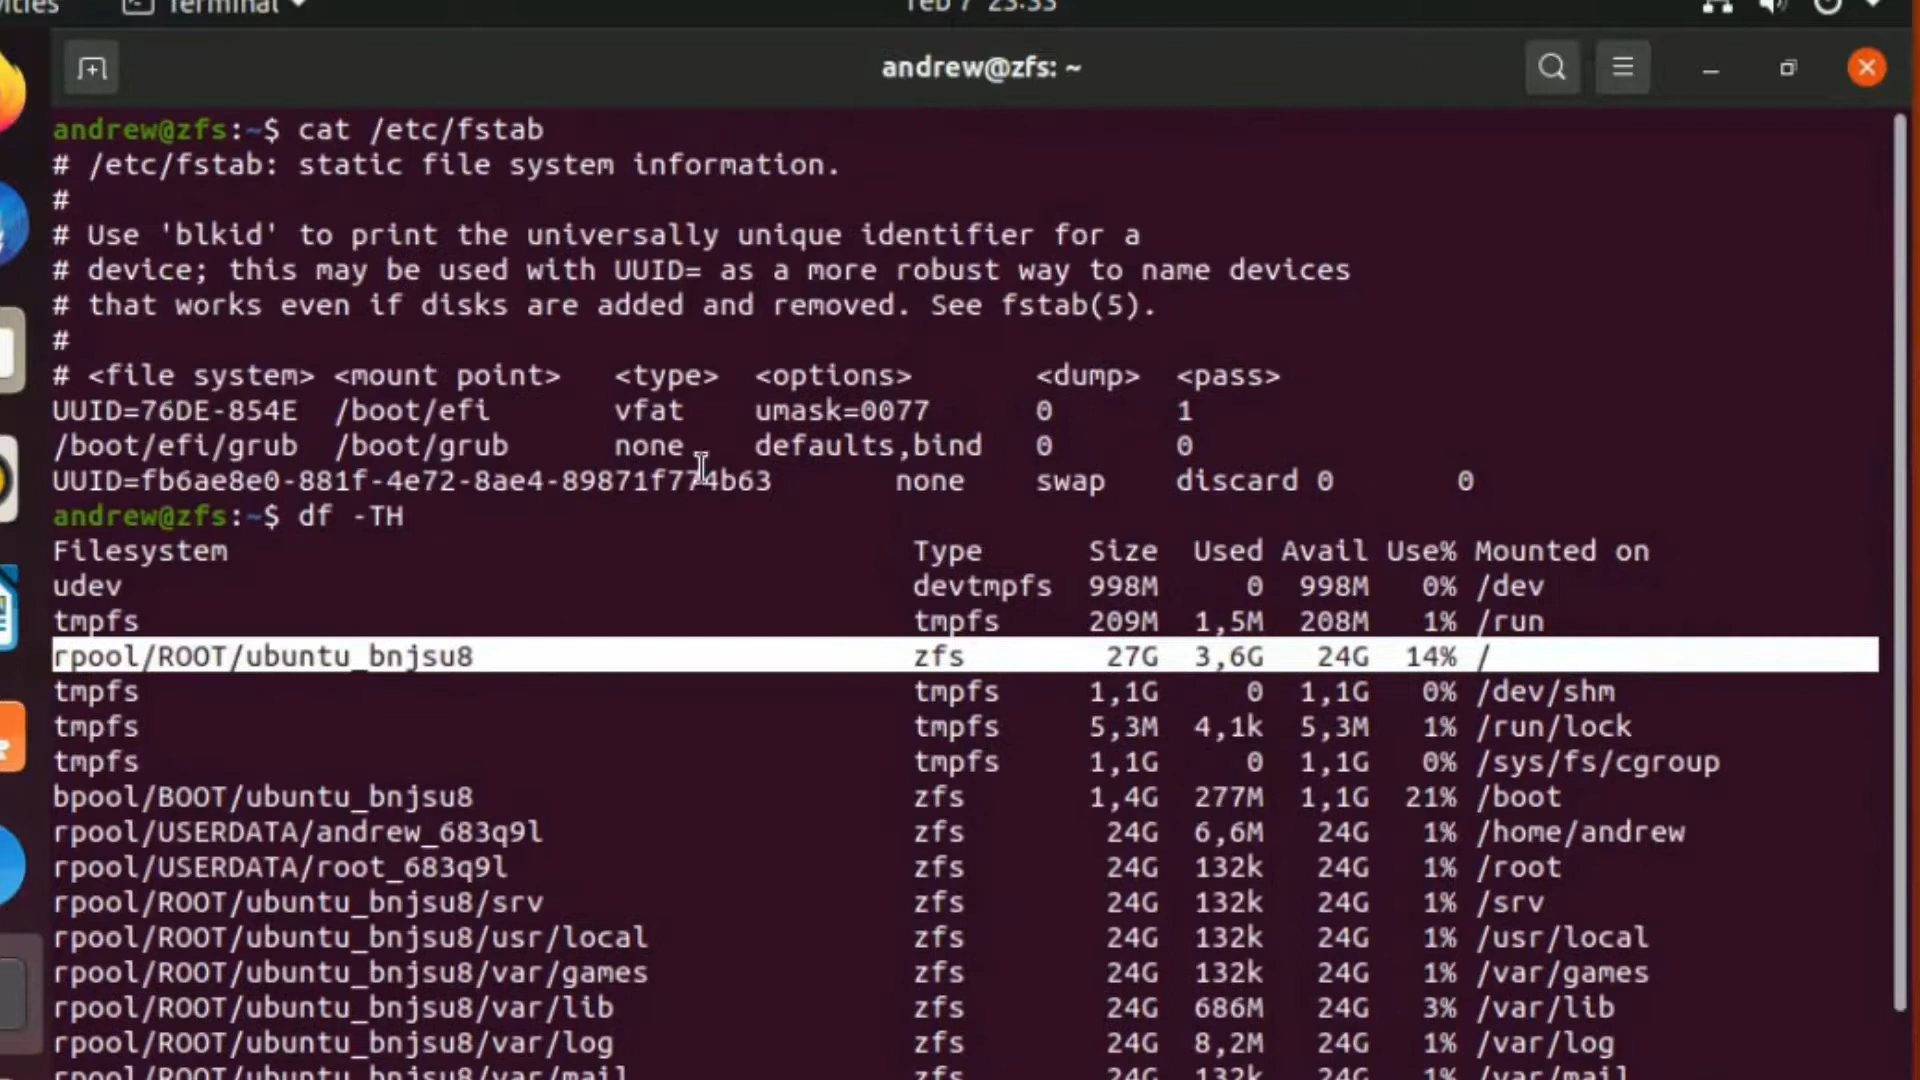 Terminal
Feb 7 23:33
andrew@zfs: ~
andrew@zfs:~$ cat /etc/fstab
# /etc/fstab: static file system information.
#
# Use 'blkid' to print the universally unique identifier for a
# device; this may be used with UUID= as a more robust way to name devices
# that works even if disks are added and removed. See fstab(5).
#
# <file system> <mount point>   <type>  <options>       <dump>  <pass>
UUID=76DE-854E  /boot/efi       vfat    umask=0077      0       1
/boot/efi/grub  /boot/grub      none    defaults,bind   0       0
UUID=fb6ae8e0-881f-4e72-8ae4-89871f774b63       none    swap    discard 0       0
andrew@zfs:~$ df -TH
Filesystem                                       Type      Size  Used Avail Use% Mounted on
udev                                             devtmpfs  998M     0  998M   0% /dev
tmpfs                                            tmpfs     209M  1,5M  208M   1% /run
rpool/ROOT/ubuntu_bnjsu8                         zfs        27G  3,6G   24G  14% /
tmpfs                                            tmpfs     1,1G     0  1,1G   0% /dev/shm
tmpfs                                            tmpfs     5,3M  4,1k  5,3M   1% /run/lock
tmpfs                                            tmpfs     1,1G     0  1,1G   0% /sys/fs/cgroup
bpool/BOOT/ubuntu_bnjsu8                         zfs       1,4G  277M  1,1G  21% /boot
rpool/USERDATA/andrew_683q9l                     zfs        24G  6,6M   24G   1% /home/andrew
rpool/USERDATA/root_683q9l                       zfs        24G  132k   24G   1% /root
rpool/ROOT/ubuntu_bnjsu8/srv                     zfs        24G  132k   24G   1% /srv
rpool/ROOT/ubuntu_bnjsu8/usr/local               zfs        24G  132k   24G   1% /usr/local
rpool/ROOT/ubuntu_bnjsu8/var/games               zfs        24G  132k   24G   1% /var/games
rpool/ROOT/ubuntu_bnjsu8/var/lib                 zfs        24G  686M   24G   3% /var/lib
rpool/ROOT/ubuntu_bnjsu8/var/log                 zfs        24G  8,2M   24G   1% /var/log
rpool/ROOT/ubuntu_bnjsu8/var/mail                zfs        24G  132k   24G   1% /var/mail